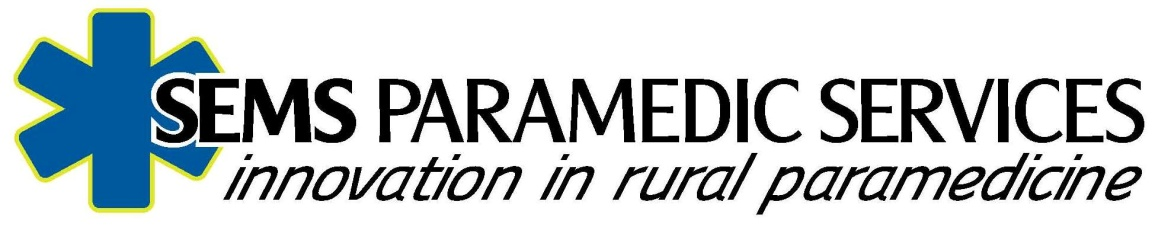 SEMS PARAMEDIC SERVICES
innovation in rural paramedicine